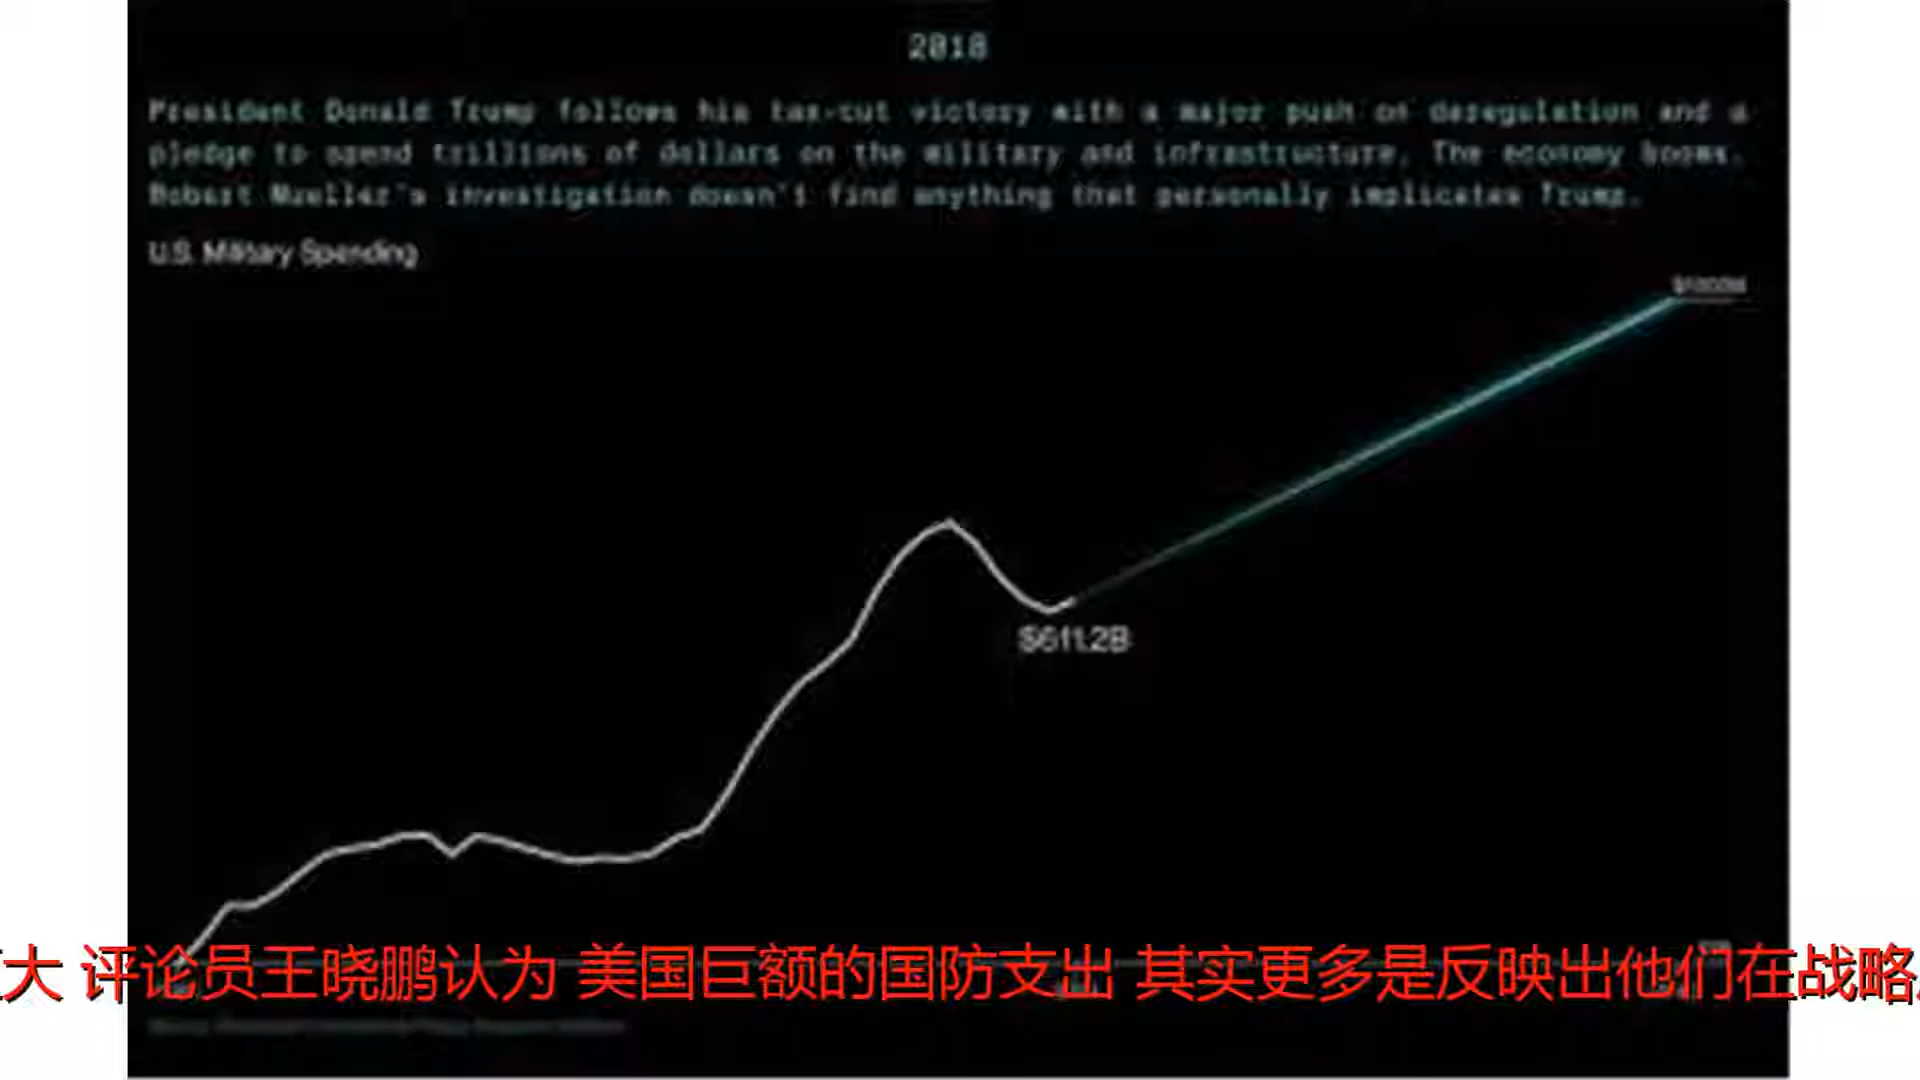 2018
President Donald Trump follows his tax-cut victory with a major push on deregulation and a
pledge to spend trillions of dollars on the military and infrastructure. The economy booms.
Robert Mueller's investigation doesn't find anything that personally implicates Trump.
U.S. Military Spending
$611.2B
大 评论员王晓鹏认为 美国巨额的国防支出 其实更多是反映出他们在战略